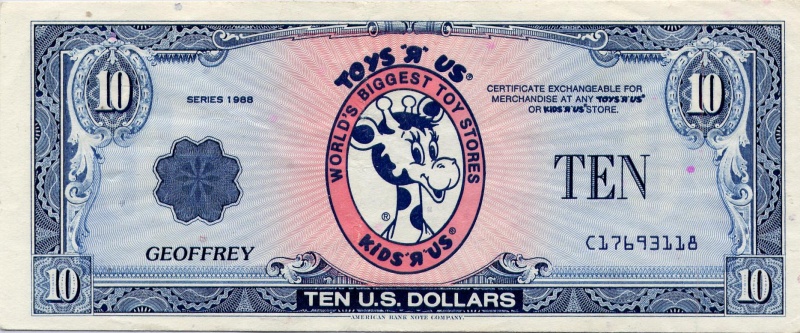 10
TOYS "R" US®
10
SERIES 1988
WORLD'S BIGGEST TOY STORES
CERTIFICATE EXCHANGEABLE FOR
MERCHANDISE AT ANY TOYS "R" US®
OR KIDS "R" US® STORE.
TEN
®
KIDS "R" US®
GEOFFREY
C17693118
10
TEN U.S. DOLLARS
10
AMERICAN BANK NOTE COMPANY.